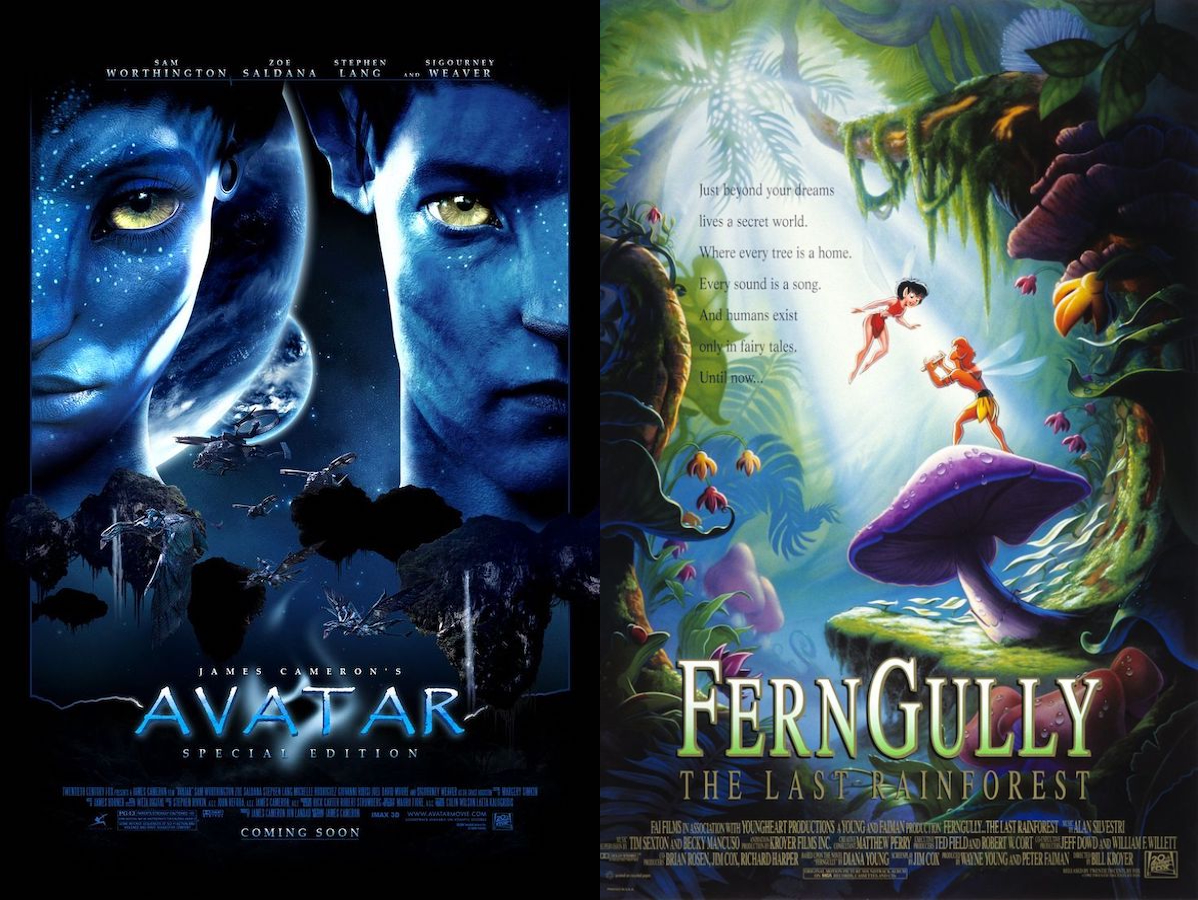 SAM WORTHINGTON
ZOE SALDANA
STEPHEN LANG
AND
SIGOURNEY WEAVER
JAMES CAMERON'S
AVATAR
SPECIAL EDITION
IMAX 3D
WWW.AVATARMOVIE.COM
COMING SOON
Just beyond your dreams
lives a secret world.
Where every tree is a home.
Every sound is a song.
And humans exist
only in fairy tales.
Until now...
FERNGULLY
THE LAST RAINFOREST
FAI FILMS IN ASSOCIATION WITH YOUNGHEART PRODUCTIONS A YOUNG AND FAIMAN PRODUCTION FERNGULLY...THE LAST RAINFOREST ALAN SILVESTRI
TIM SEXTON AND BECKY MANCUSO KROYER FILMS INC. MATTHEW PERRY TED FIELD AND ROBERT W. CORT JEFF DOWD AND WILLIAM F. WILLETT
BRIAN ROSEN, JIM COX, RICHARD HARPER DIANA YOUNG JIM COX WAYNE YOUNG AND PETER FAIMAN BILL KROYER